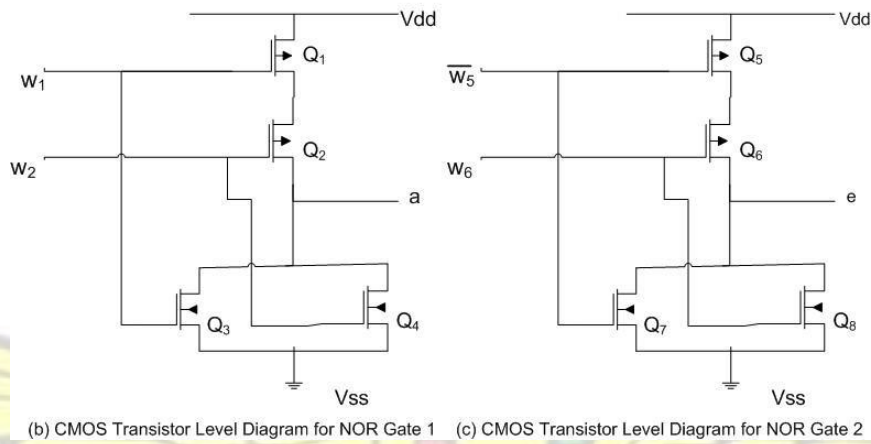 Vdd
Q1
w1
Q2
w2
a
Q3
Q4
Vss
(b) CMOS Transistor Level Diagram for NOR Gate 1
Vdd
Q5
w̅5
Q6
w6
e
Q7
Q8
Vss
(c) CMOS Transistor Level Diagram for NOR Gate 2